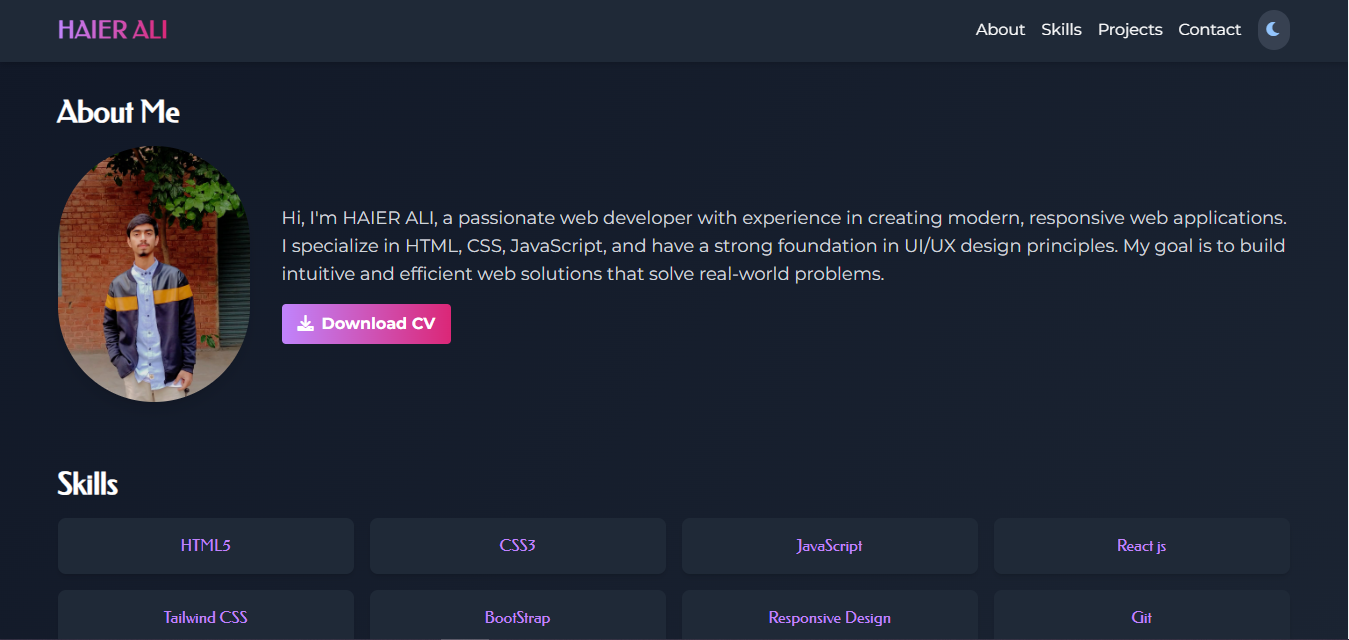 HAIER ALI
About Skills Projects Contact
About Me
Hi, I'm HAIER ALI, a passionate web developer with experience in creating modern, responsive web applications.
I specialize in HTML, CSS, JavaScript, and have a strong foundation in UI/UX design principles. My goal is to build
intuitive and efficient web solutions that solve real-world problems.
Download CV
Skills
HTML5 CSS3 JavaScript React js
Tailwind CSS BootStrap Responsive Design Git